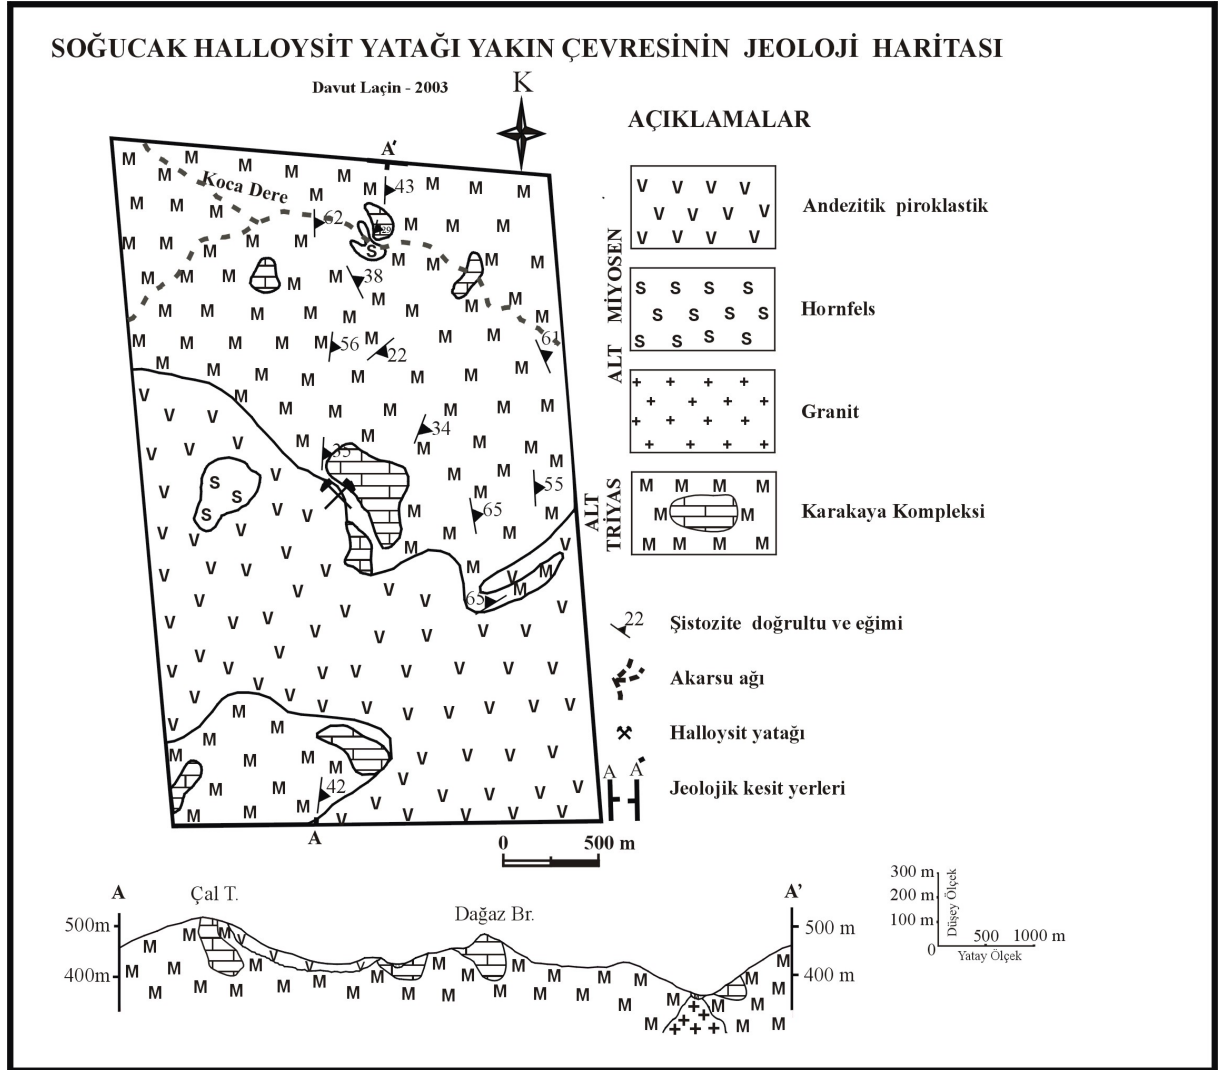 SOĞUCAK HALLOYSİT YATAĞI YAKIN ÇEVRESİNİN JEOLOJİ HARİTASI
Davut Laçin - 2003
K
AÇIKLAMALAR
A'
Koca Dere
43
62
29
S
38
56
22
61
34
35
55
65
65
42
A
0 500 m
ALT MİYOSEN
Andezitik piroklastik
Hornfels
Granit
ALT TRİYAS
Karakaya Kompleksi
22 Şistozite doğrultu ve eğimi
Akarsu ağı
Halloysit yatağı
A A' Jeolojik kesit yerleri
A Çal T. Dağaz Br. A'
500m 500 m
400m 400 m
300 m
200 m
100 m
0
Düşey Ölçek
500 1000 m
Yatay Ölçek